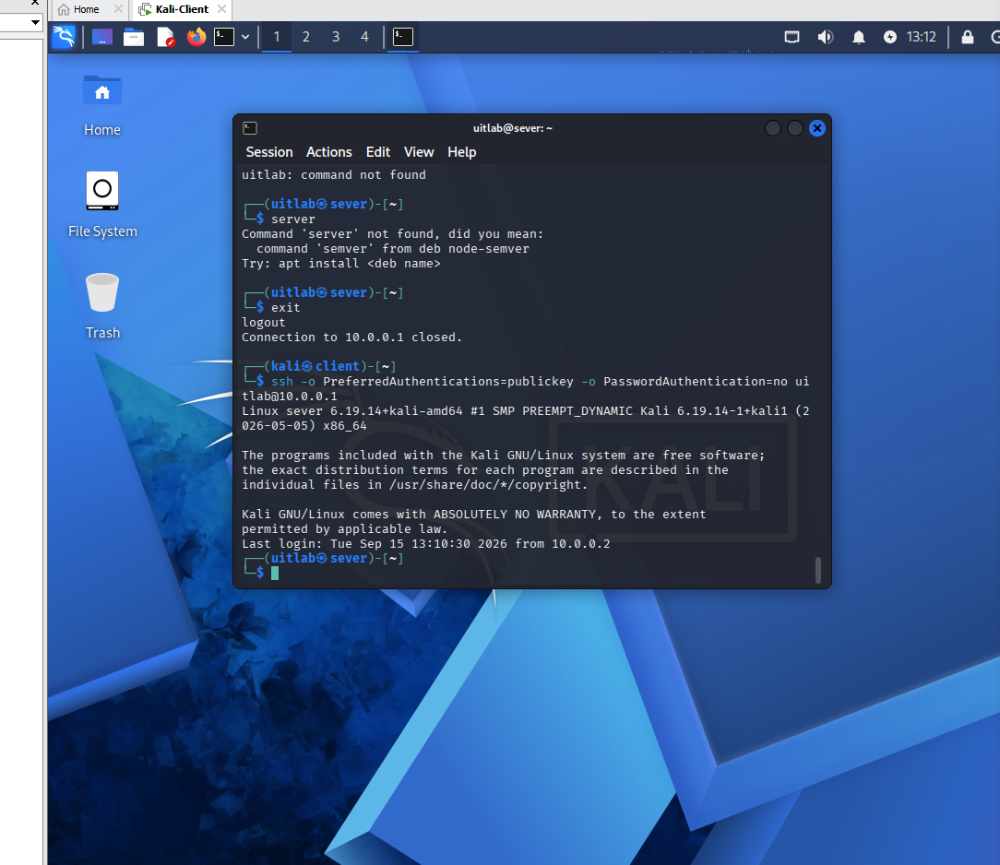 Home
Kali-Client
1 2 3 4
13:12
Home
File System
Trash
uitlab@sever: ~
Session Actions Edit View Help
uitlab: command not found
┌──(uitlab㉿sever)-[~]
└─$ server
Command 'server' not found, did you mean:
  command 'semver' from deb node-semver
Try: apt install <deb name>
┌──(uitlab㉿sever)-[~]
└─$ exit
logout
Connection to 10.0.0.1 closed.
┌──(kali㉿client)-[~]
└─$ ssh -o PreferredAuthentications=publickey -o PasswordAuthentication=no ui
tlab@10.0.0.1
Linux sever 6.19.14+kali-amd64 #1 SMP PREEMPT_DYNAMIC Kali 6.19.14-1+kali1 (2
026-05-05) x86_64
The programs included with the Kali GNU/Linux system are free software;
the exact distribution terms for each program are described in the
individual files in /usr/share/doc/*/copyright.
Kali GNU/Linux comes with ABSOLUTELY NO WARRANTY, to the extent
permitted by applicable law.
Last login: Tue Sep 15 13:10:30 2026 from 10.0.0.2
┌──(uitlab㉿sever)-[~]
└─$
KALI